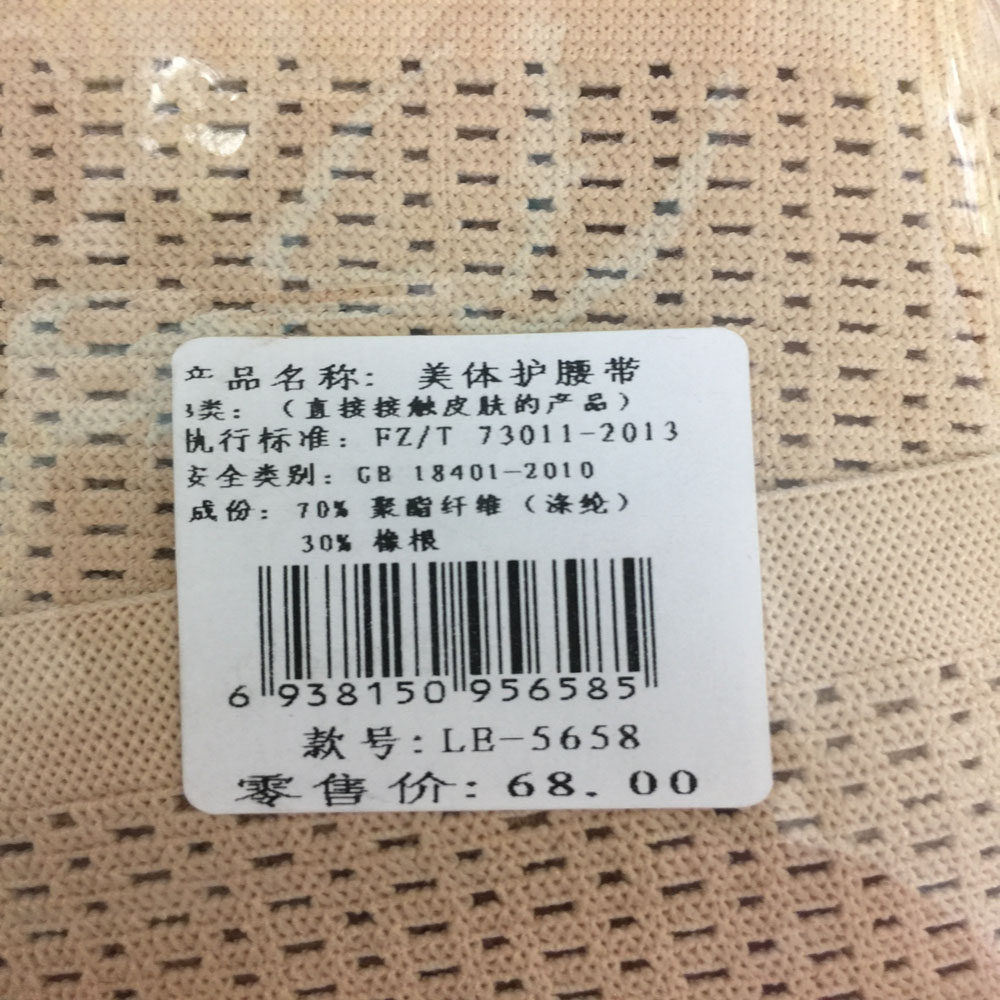 产品名称: 美体护腰带
B类: (直接接触皮肤的产品)
执行标准: FZ/T 73011-2013
安全类别: GB 18401-2010
成份: 70% 聚酯纤维 (涤纶)
30% 橡根
6 938150 956585
款号: LE-5658
零售价: 68.00